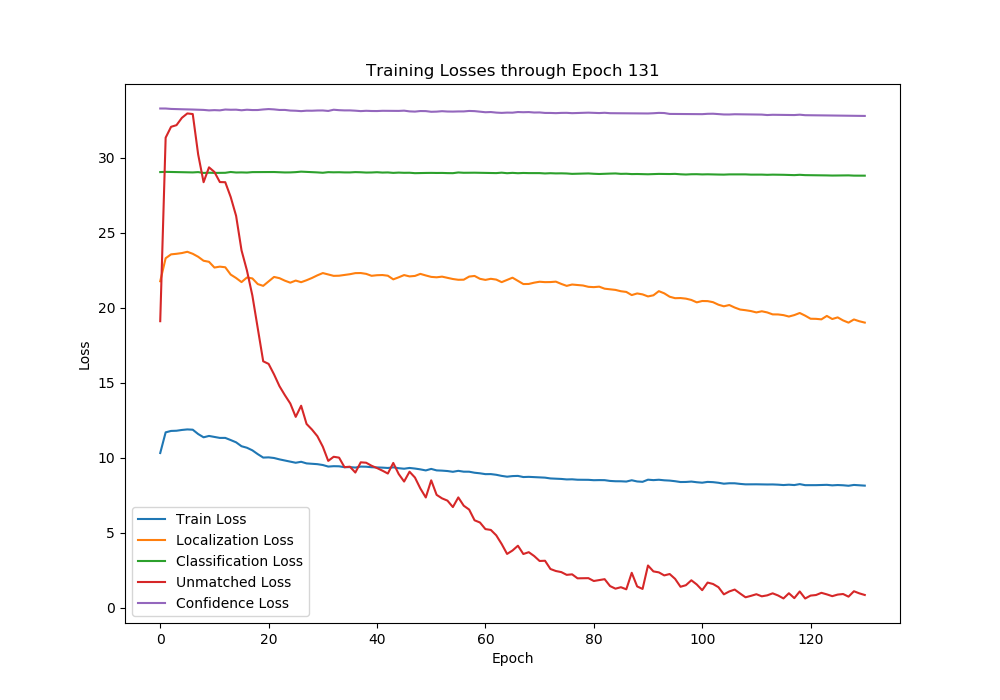 Training Losses through Epoch 131
Loss
30
25
20
15
10
5
0
Train Loss
Localization Loss
Classification Loss
Unmatched Loss
Confidence Loss
0 20 40 60 80 100 120
Epoch